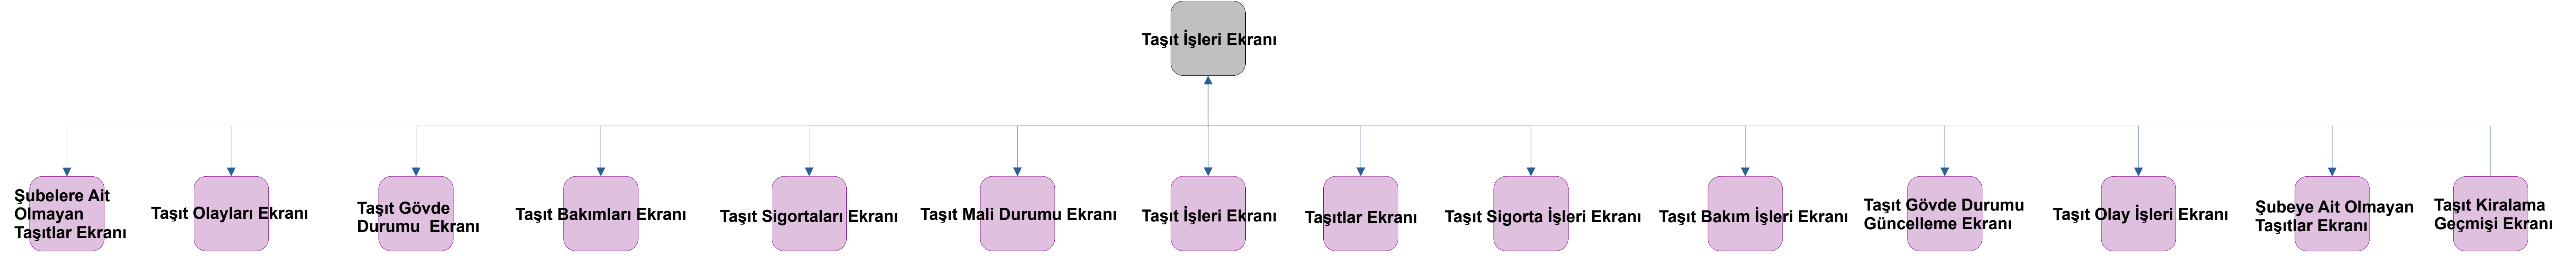 Taşıt İşleri Ekranı
Şubelere Ait
Olmayan
Taşıtlar Ekranı
Taşıt Olayları Ekranı
Taşıt Gövde
Durumu  Ekranı
Taşıt Bakımları Ekranı
Taşıt Sigortaları Ekranı
Taşıt Mali Durumu Ekranı
Taşıt İşleri Ekranı
Taşıtlar Ekranı
Taşıt Sigorta İşleri Ekranı
Taşıt Bakım İşleri Ekranı
Taşıt Gövde Durumu
Güncelleme Ekranı
Taşıt Olay İşleri Ekranı
Şubeye Ait Olmayan
Taşıtlar Ekranı
Taşıt Kiralama
Geçmişi Ekranı